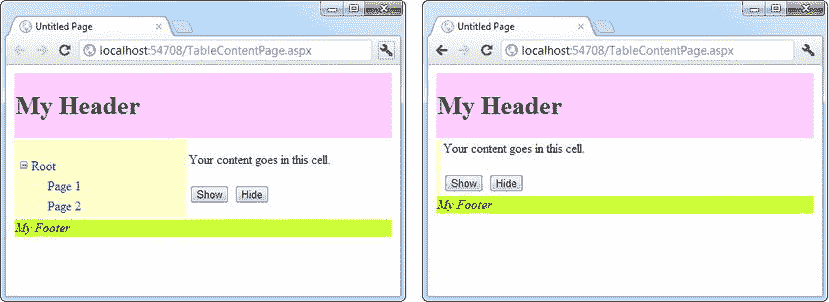 Untitled Page
localhost:54708/TableContentPage.aspx
My Header
Root
Page 1
Page 2
Your content goes in this cell.
Show Hide
My Footer
Untitled Page
localhost:54708/TableContentPage.aspx
My Header
Your content goes in this cell.
Show Hide
My Footer